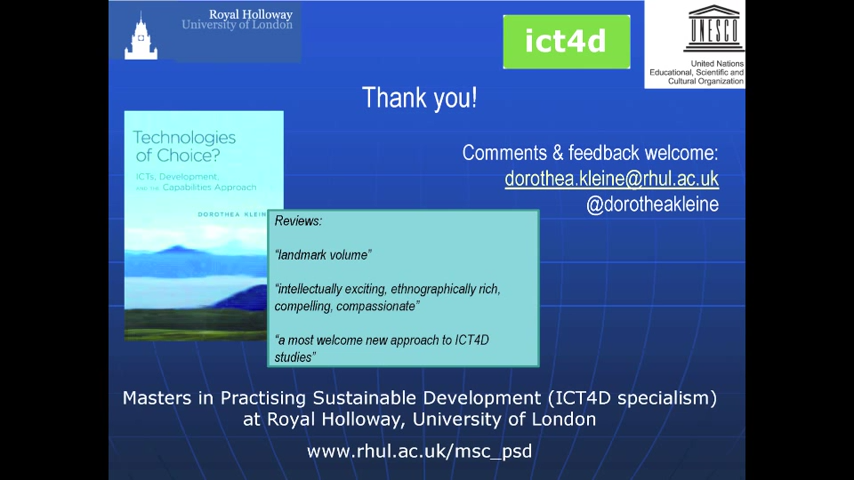 Royal Holloway
University of London
ict4d
UNESCO
United Nations
Educational, Scientific and
Cultural Organization
Thank you!
Technologies
of Choice?
ICTs, Development,
and the Capabilities Approach
Dorothea Klein
Comments & feedback welcome:
dorothea.kleine@rhul.ac.uk
@dorotheakleine
Reviews:
“landmark volume”
“intellectually exciting, ethnographically rich,
compelling, compassionate”
“a most welcome new approach to ICT4D
studies”
Masters in Practising Sustainable Development (ICT4D specialism)
at Royal Holloway, University of London
www.rhul.ac.uk/msc_psd